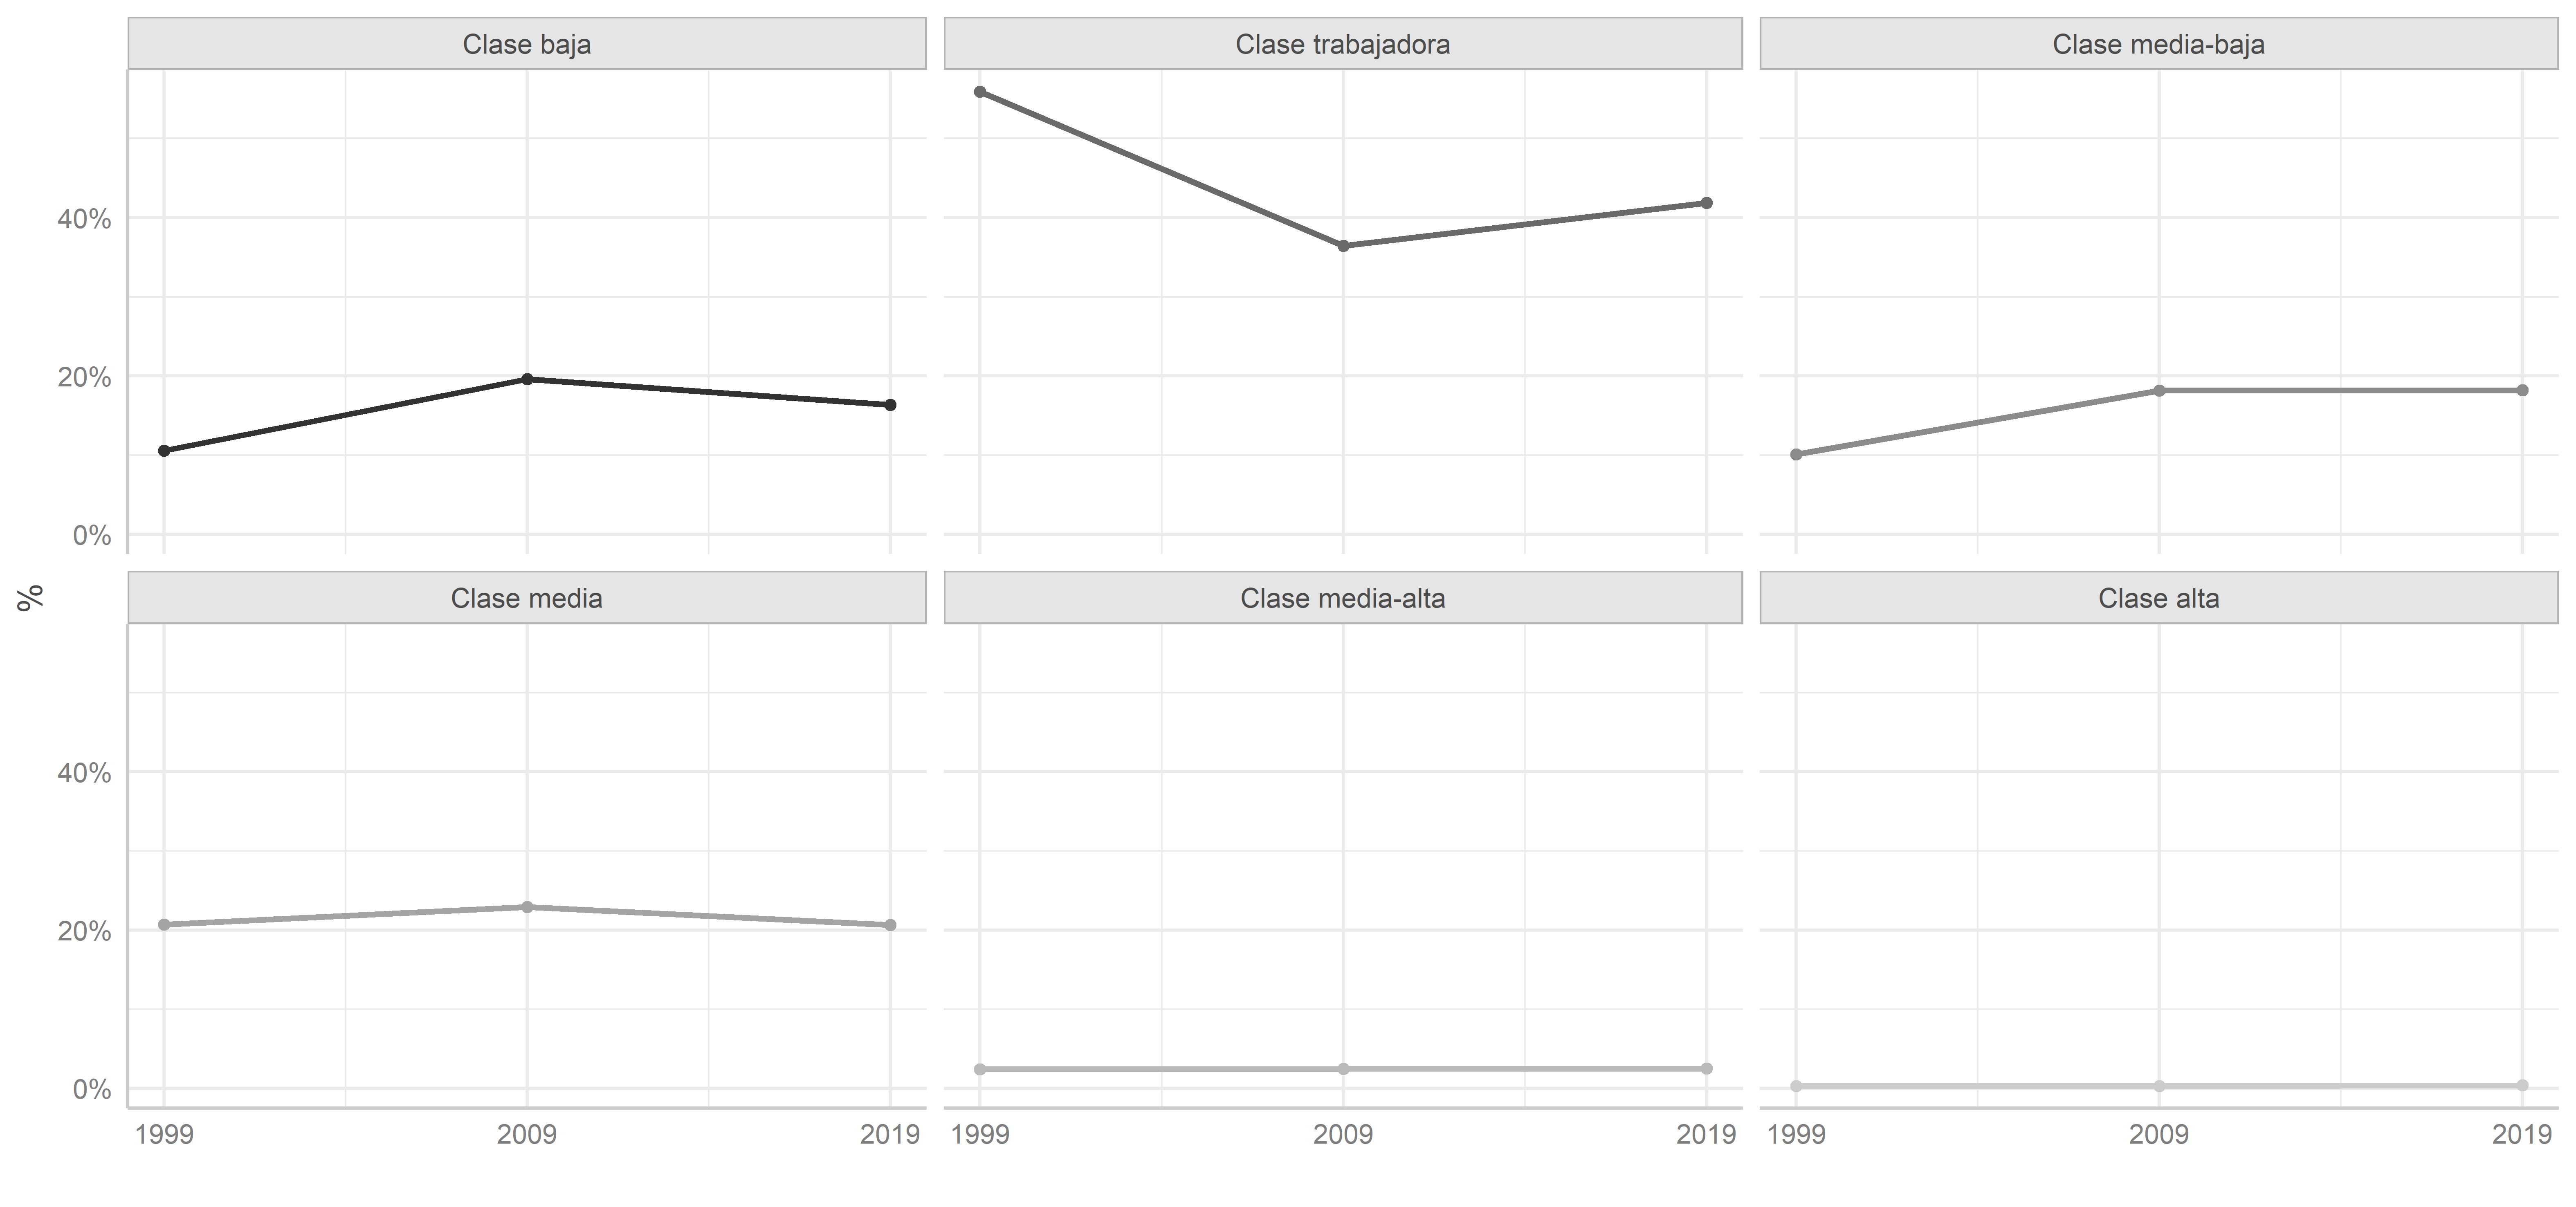 Clase baja
Clase trabajadora
Clase media-baja
40%
20%
0%
%
Clase media
Clase media-alta
Clase alta
40%
20%
0%
1999 2009 2019 1999 2009 2019 1999 2009 2019